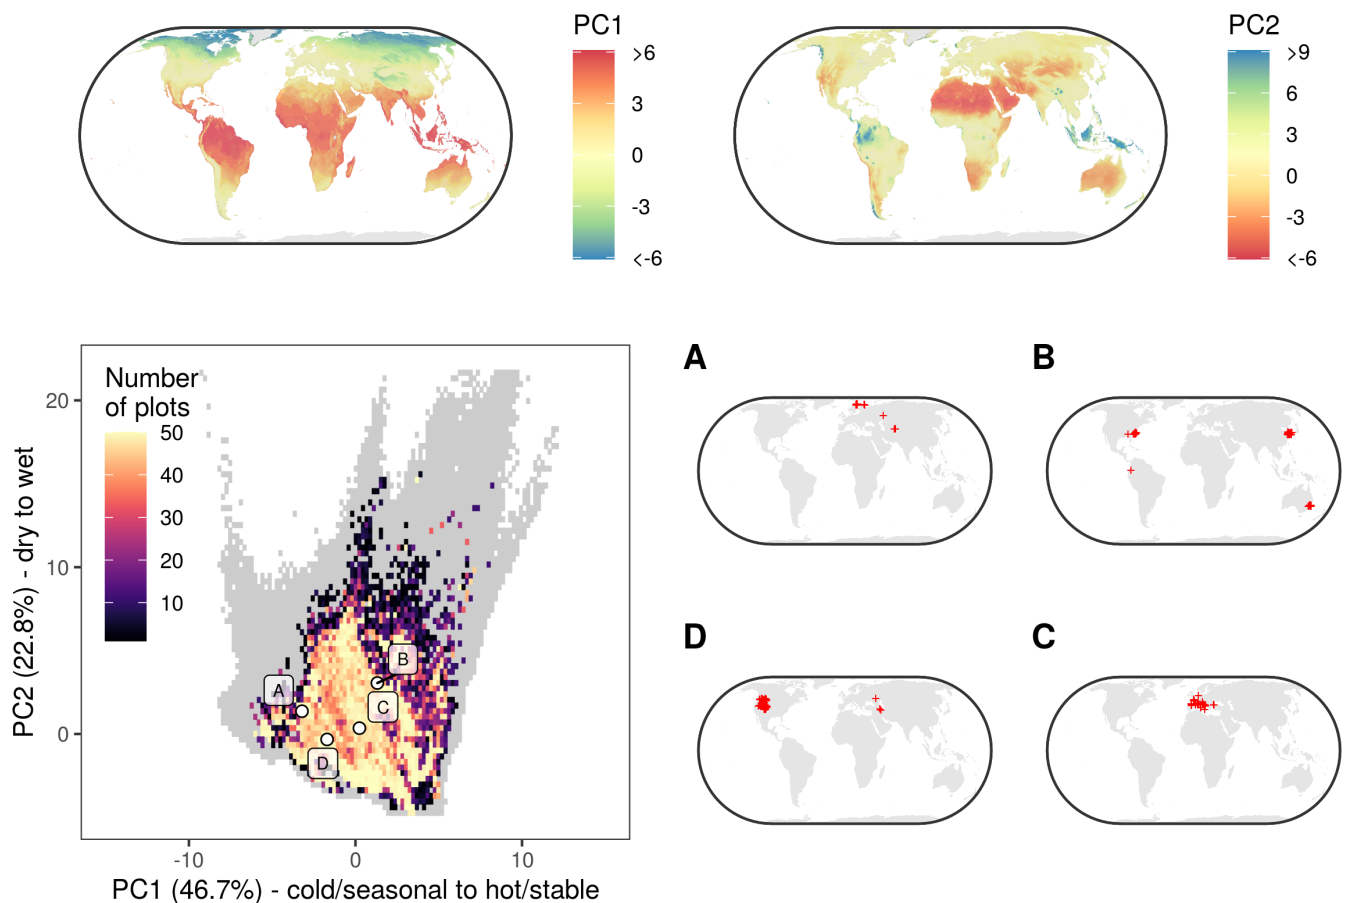 PC1
>6
3
0
-3
<-6
PC2
>9
6
3
0
-3
<-6
Number
of plots
50
40
30
20
10
20
10
0
-10
0
10
PC2 (22.8%) - dry to wet
PC1 (46.7%) - cold/seasonal to hot/stable
A
B
C
D
A
B
D
C